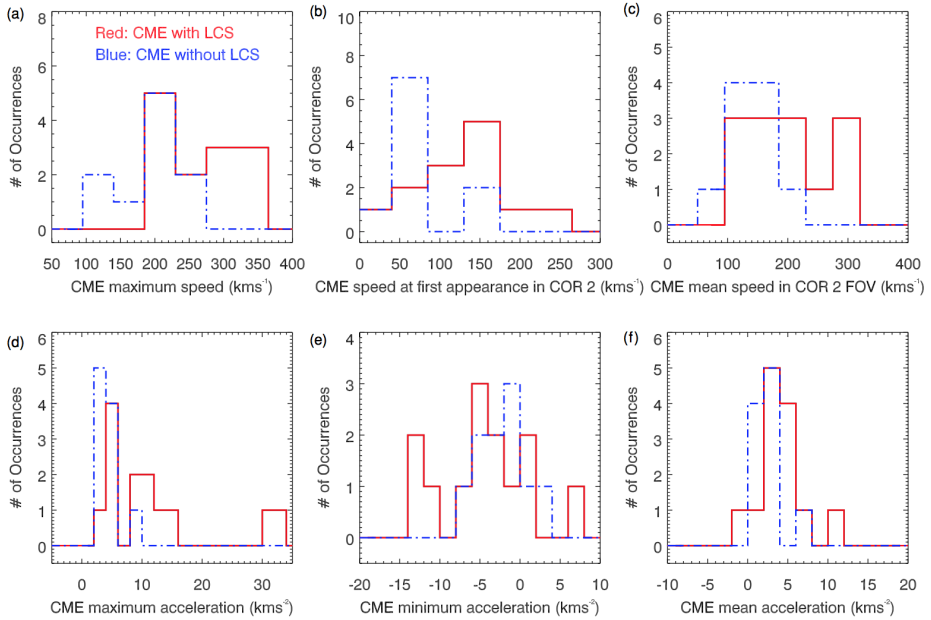 (a)
(b)
(c)
Red: CME with LCS
Blue: CME without LCS
8
6
4
2
0
# of Occurrences
50 100 150 200 250 300 350 400
CME maximum speed (kms⁻¹)
10
8
6
4
2
0
# of Occurrences
0 50 100 150 200 250 300
CME speed at first appearance in COR 2 (kms⁻¹)
6
5
4
3
2
1
0
# of Occurrences
0 100 200 300 400
CME mean speed in COR 2 FOV (kms⁻¹)
(d)
(e)
(f)
6
5
4
3
2
1
0
# of Occurrences
0 10 20 30
CME maximum acceleration (kms⁻²)
4
3
2
1
0
# of Occurrences
-20 -15 -10 -5 0 5 10
CME minimum acceleration (kms⁻²)
6
5
4
3
2
1
0
# of Occurrences
-10 -5 0 5 10 15 20
CME mean acceleration (kms⁻²)